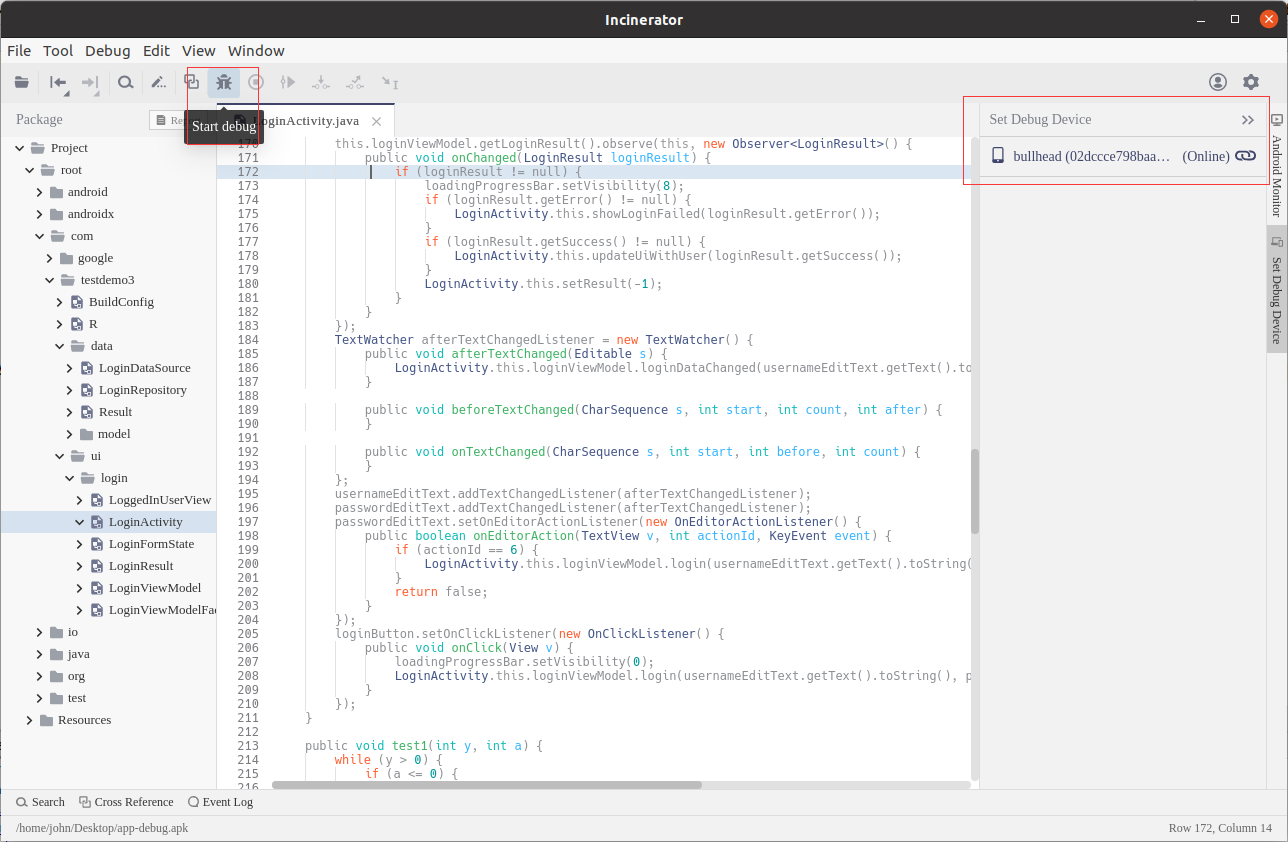 Incinerator
File Tool Debug Edit View Window
Package
Start debug
LoginActivity.java
Set Debug Device
bullhead (02dccce798baa… (Online)
Android Monitor
Set Debug Device
Project
root
android
androidx
com
google
testdemo3
BuildConfig
R
data
LoginDataSource
LoginRepository
Result
model
ui
login
LoggedInUserView
LoginActivity
LoginFormState
LoginResult
LoginViewModel
LoginViewModelFac
io
java
org
test
Resources
170 this.loginViewModel.getLoginResult().observe(this, new Observer<LoginResult>() {
171 public void onChanged(LoginResult loginResult) {
172 if (loginResult != null) {
173 loadingProgressBar.setVisibility(8);
174 if (loginResult.getError() != null) {
175 LoginActivity.this.showLoginFailed(loginResult.getError());
176 }
177 if (loginResult.getSuccess() != null) {
178 LoginActivity.this.updateUiWithUser(loginResult.getSuccess());
179 }
180 LoginActivity.this.setResult(-1);
181 }
182 }
183 });
184 TextWatcher afterTextChangedListener = new TextWatcher() {
185 public void afterTextChanged(Editable s) {
186 LoginActivity.this.loginViewModel.loginDataChanged(usernameEditText.getText().to
187 }
188
189 public void beforeTextChanged(CharSequence s, int start, int count, int after) {
190 }
191
192 public void onTextChanged(CharSequence s, int start, int before, int count) {
193 }
194 };
195 usernameEditText.addTextChangedListener(afterTextChangedListener);
196 passwordEditText.addTextChangedListener(afterTextChangedListener);
197 passwordEditText.setOnEditorActionListener(new OnEditorActionListener() {
198 public boolean onEditorAction(TextView v, int actionId, KeyEvent event) {
199 if (actionId == 6) {
200 LoginActivity.this.loginViewModel.login(usernameEditText.getText().toString(
201 }
202 return false;
203 }
204 });
205 loginButton.setOnClickListener(new OnClickListener() {
206 public void onClick(View v) {
207 loadingProgressBar.setVisibility(0);
208 LoginActivity.this.loginViewModel.login(usernameEditText.getText().toString(), p
209 }
210 });
211 }
212
213 public void test1(int y, int a) {
214 while (y > 0) {
215 if (a <= 0) {
216
Search Cross Reference Event Log
/home/john/Desktop/app-debug.apk Row 172, Column 14